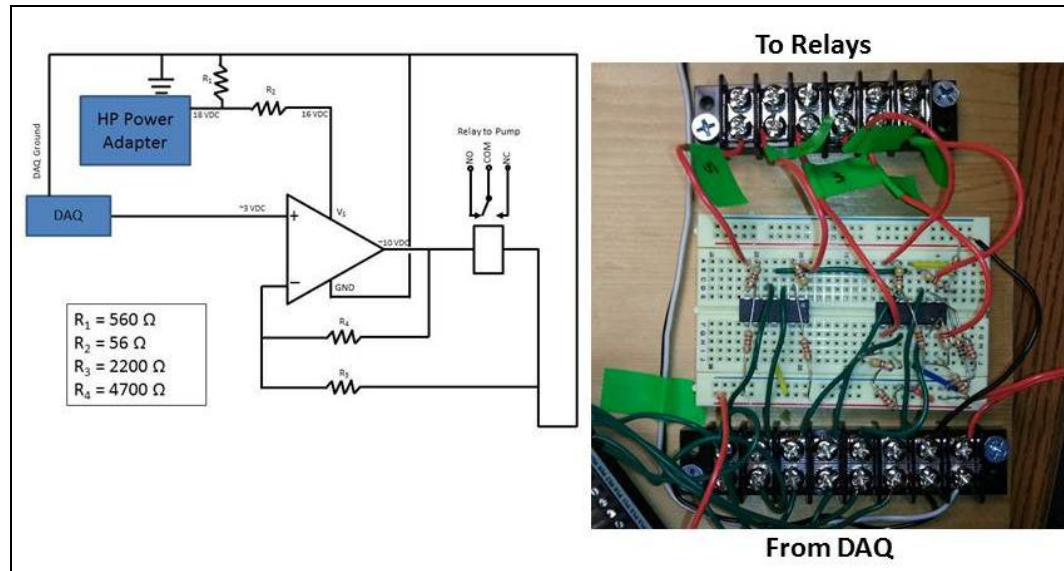 To Relays
R₁
R₂
HP Power
Adapter
18 VDC
16 VDC
DAQ Ground
Relay to Pump
NO
COM
NC
DAQ
~3 VDC
+
V_S
~10 VDC
−
GND
R₄
R₃
R₁ = 560 Ω
R₂ = 56 Ω
R₃ = 2200 Ω
R₄ = 4700 Ω
From DAQ